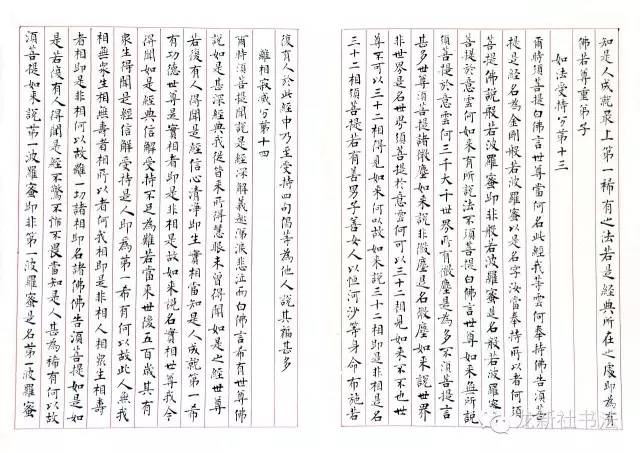 知是人成就最上第一稀有之法若是經典所在之處即為有
佛若尊重弟子
如法受持分第十三
爾時須菩提白佛言世尊當何名此經我等雲何奉持佛告須菩
提是經名為金剛般若波羅蜜以是名字汝當奉持所以者何須
菩提佛說般若波羅蜜即非般若波羅蜜是名般若波羅蜜
須菩提於意雲何如來有所說法不須菩提白佛言世尊如來無所說
須菩提於意雲何三千大千世界所有微塵是為多不須菩提言
甚多世尊須菩提諸微塵如來說非微塵是名微塵如來說世界
非世界是名世界須菩提於意雲何可以三十二相見如來不不也世
尊不可以三十二相得見如來何以故如來說三十二相即是非相是名
三十二相須菩提若有善男子善女人以恒河沙等身命布施若
復有人於此經中乃至受持四句偈等為他人說其福甚多
離相寂滅分第十四
爾時須菩提聞說是經深解義趣涕淚悲泣而白佛言希有世尊佛
說如是甚深經典我從昔來所得慧眼未曾得聞如是之經世尊
若復有人得聞是經信心清淨即生實相當知是人成就第一希
有功德世尊是實相者即是非相是故如來說名實相世尊我今
得聞如是經典信解受持不足為難若當來世後五百歲其有
眾生得聞是經信解受持是人即為第一希有何以故此人無我
相無眾生相無壽者相所以者何我相即是非相人相眾生相壽
者相即是非相何以故離一切諸相即名諸佛佛告須菩提如是如
是若復有人得聞是經不驚不怖不畏當知是人甚為稀有何以故
須菩提如來說第一波羅蜜即非第一波羅蜜是名第一波羅蜜
龙新社书法